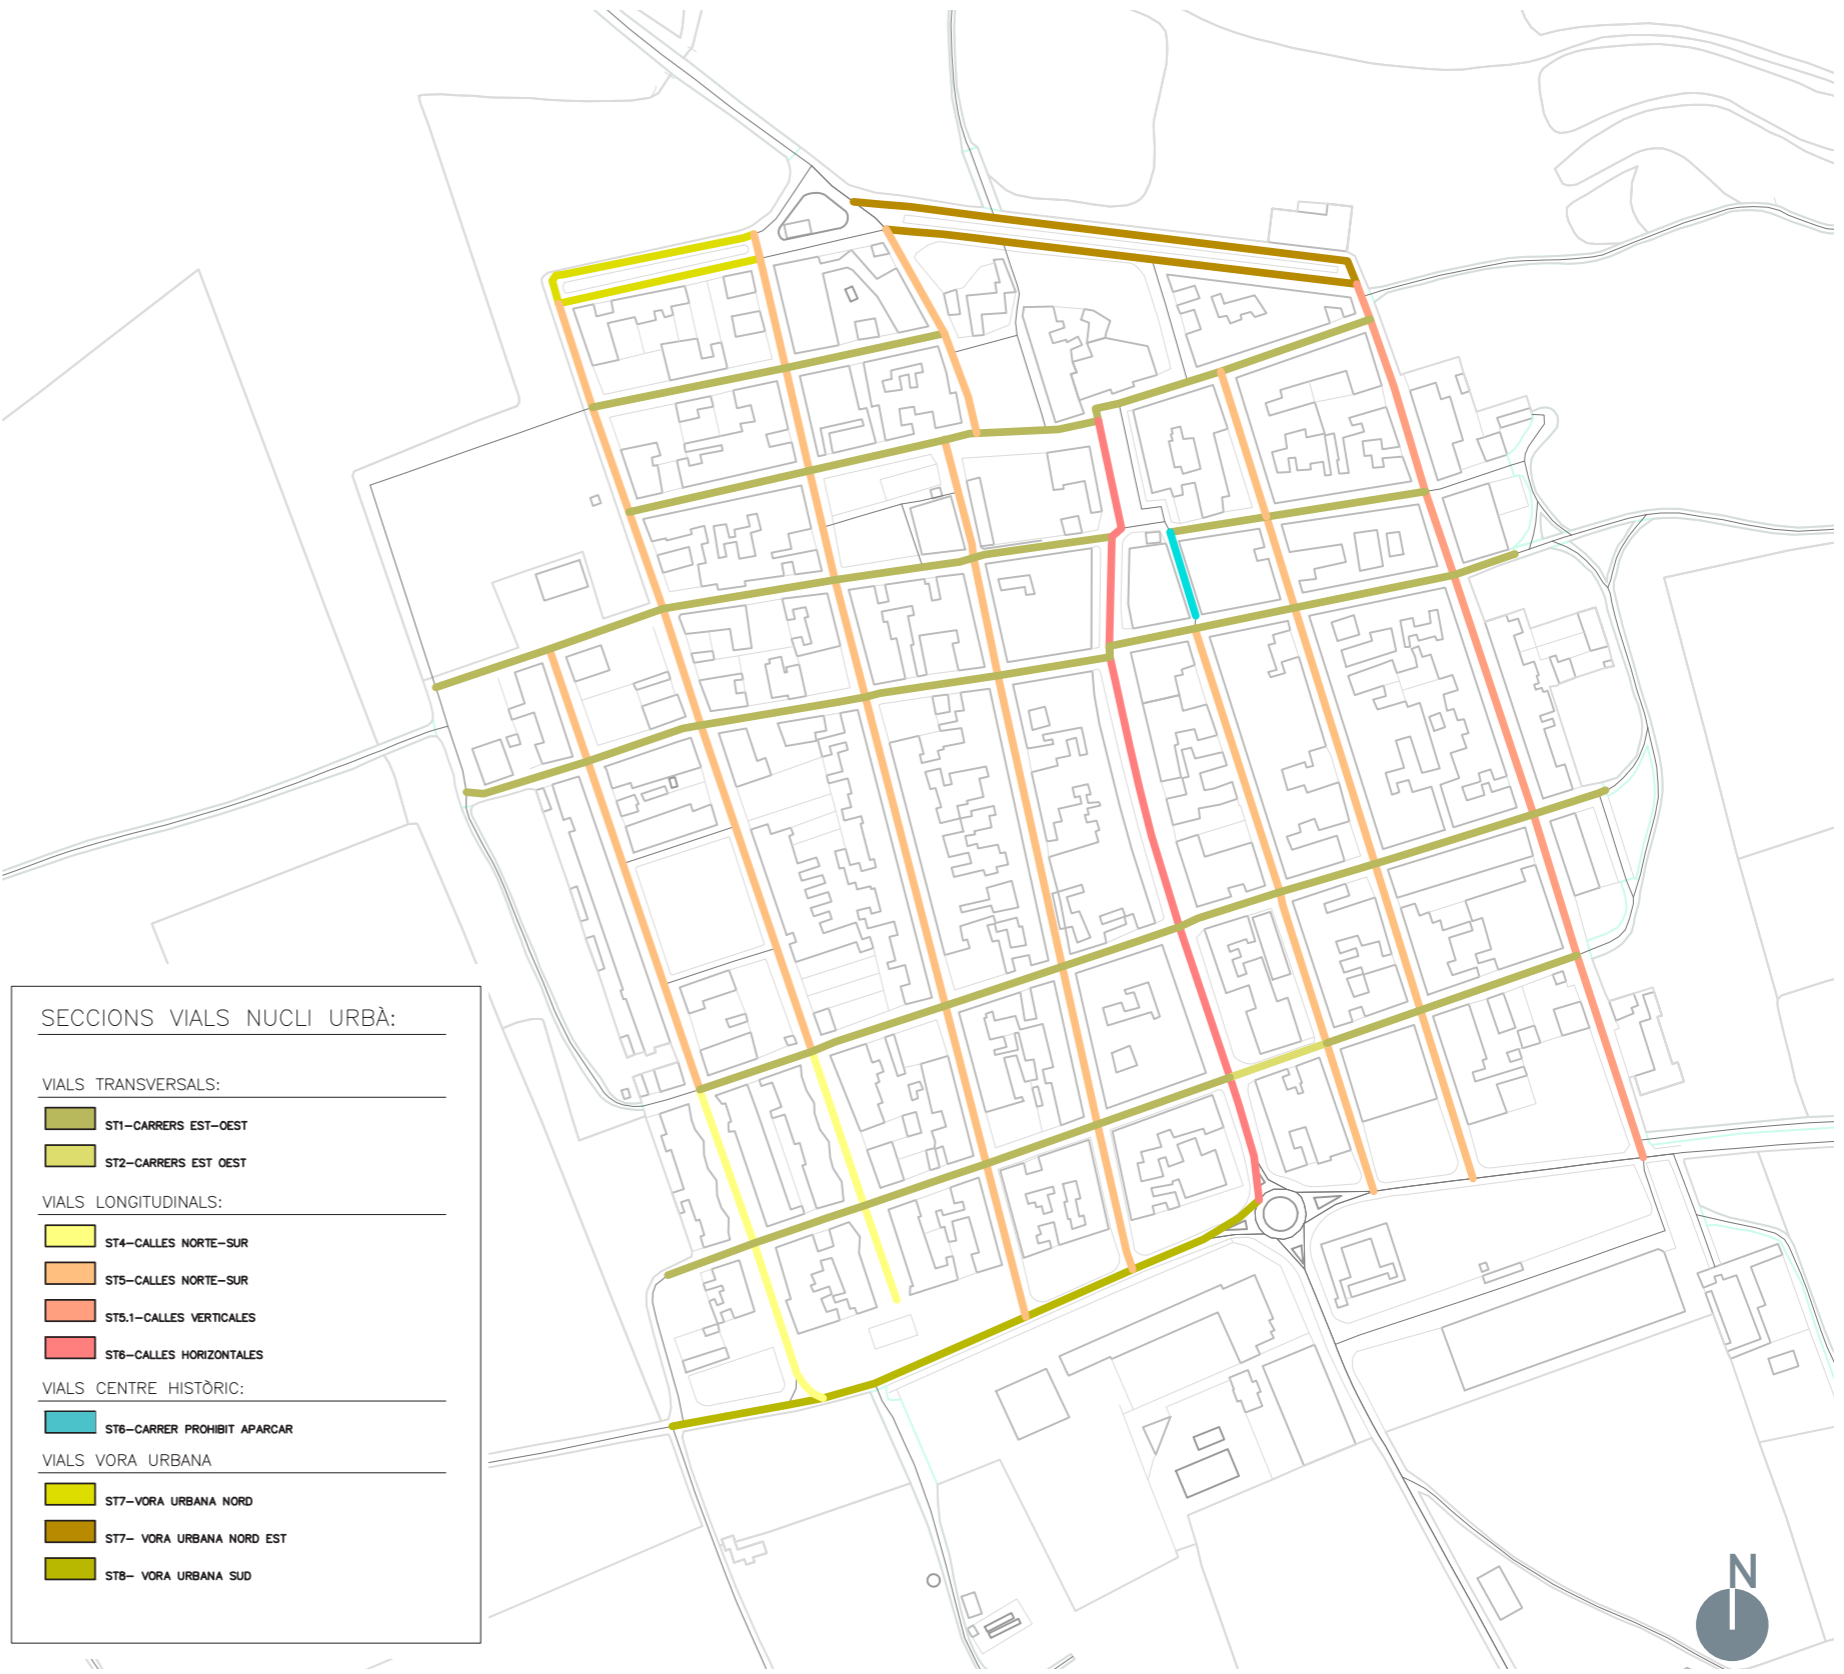 SECCIONS VIALS NUCLI URBÀ:
VIALS TRANSVERSALS:
ST1-CARRERS EST-OEST
ST2-CARRERS EST OEST
VIALS LONGITUDINALS:
ST4-CALLES NORTE-SUR
ST5-CALLES NORTE-SUR
ST5.1-CALLES VERTICALES
ST6-CALLES HORIZONTALES
VIALS CENTRE HISTÒRIC:
ST6-CARRER PROHIBIT APARCAR
VIALS VORA URBANA
ST7-VORA URBANA NORD
ST7- VORA URBANA NORD EST
ST8- VORA URBANA SUD
N